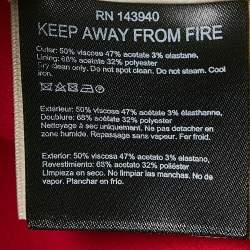 RN 143940
KEEP AWAY FROM FIRE
Outer: 50% viscose 47% acetate 3% elastane,
Lining: 68% acetate 32% polyester
Dry clean only. Do not spot clean. Do not steam.
Cool iron.
Extérieur: 50% viscose 47% acétate 3% élasthanne,
Doublure: 68% acétate 32% polyester
Nettoyage à sec uniquement. Ne pas detacher en
zone humide. Sans vapeur. Fer froid.
Exterior: 50% viscosa 47% acetato 3% elastano,
Revestimiento: 68% acetato 32% poliéster
Limpieza en seco. No limpiar las manchas. No de
vapor. Planchar en frío.